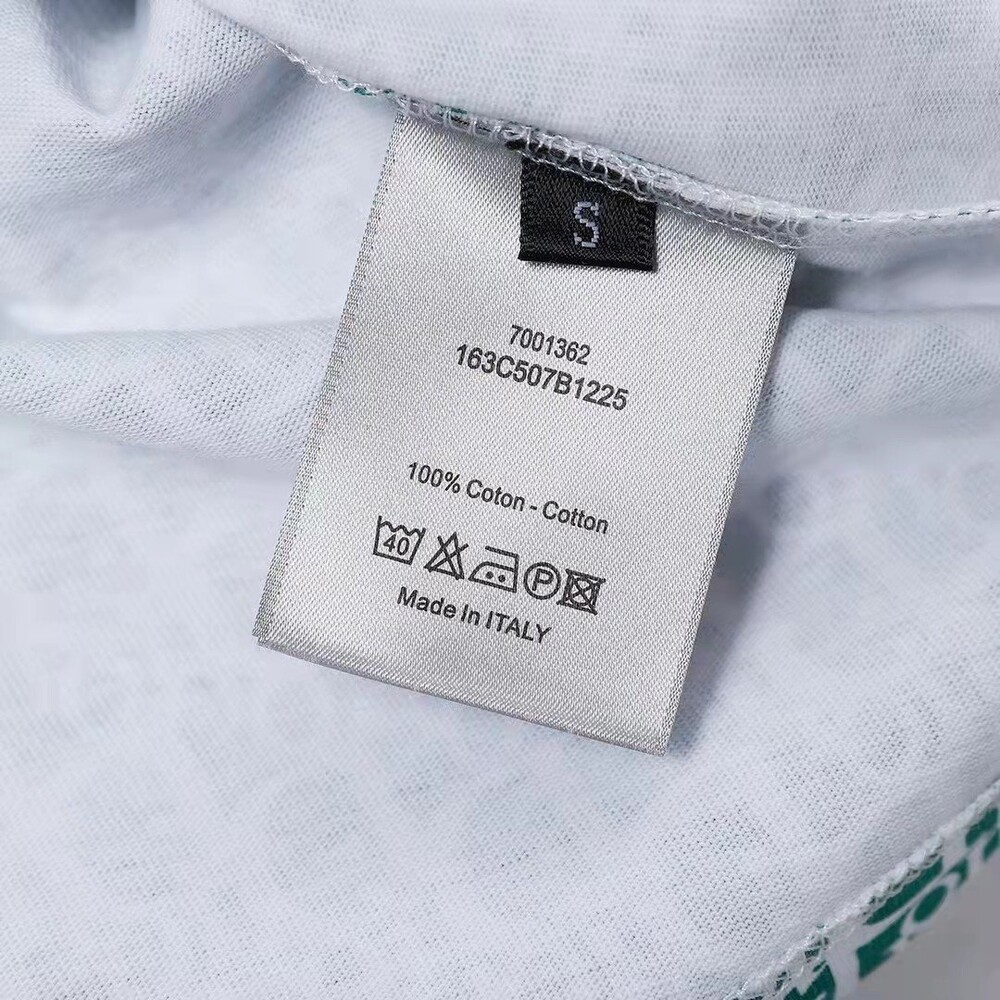 S
7001362
163C507B1225
100% Coton - Cotton
40
P
Made In ITALY